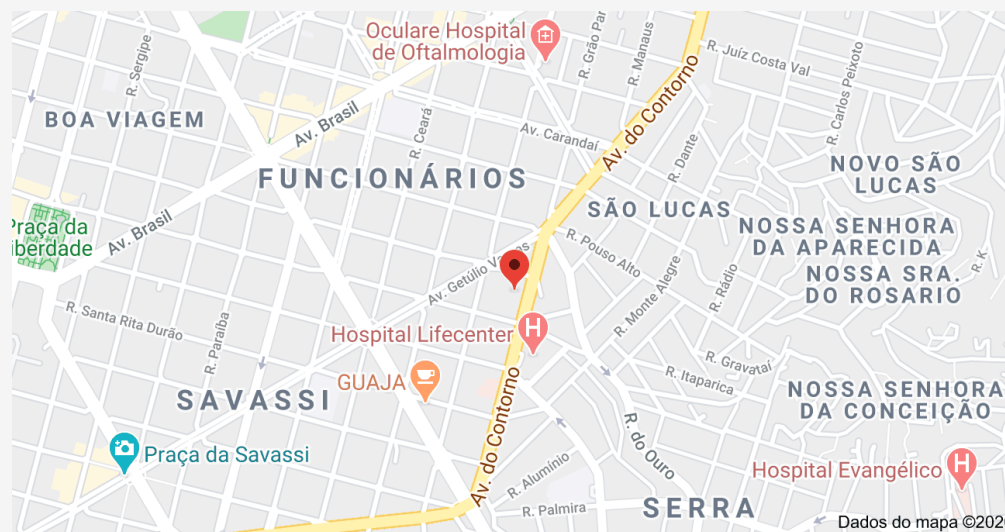 Oculare Hospital
de Oftalmologia
R. Grão Par
R. Manaus
R. Juíz Costa Val
R. Carlos Peixoto
R. Sergipe
BOA VIAGEM
Av. Brasil
R. Ceará
Av. Carandaí
Av. do Contorno
R. Dante
NOVO SÃO
LUCAS
FUNCIONÁRIOS
SÃO LUCAS
NOSSA SENHORA
DA APARECIDA
Praça da
iberdade
Av. Brasil
R. Pouso Alto
Av. Getúlio
R. K
NOSSA SRA.
DO ROSARIO
R. Rádio
R. Monte Alegre
R. Santa Rita Durão
R. Paraíba
Hospital Lifecenter
H
R. Gravataí
R. Itaparica
GUAJA
SAVASSI
NOSSA SENHORA
DA CONCEIÇÃO
Av. do Contorno
R. do Ouro
Praça da Savassi
R. Alumínio
Hospital Evangélico
H
R. Palmira
SERRA
Dados do mapa ©202